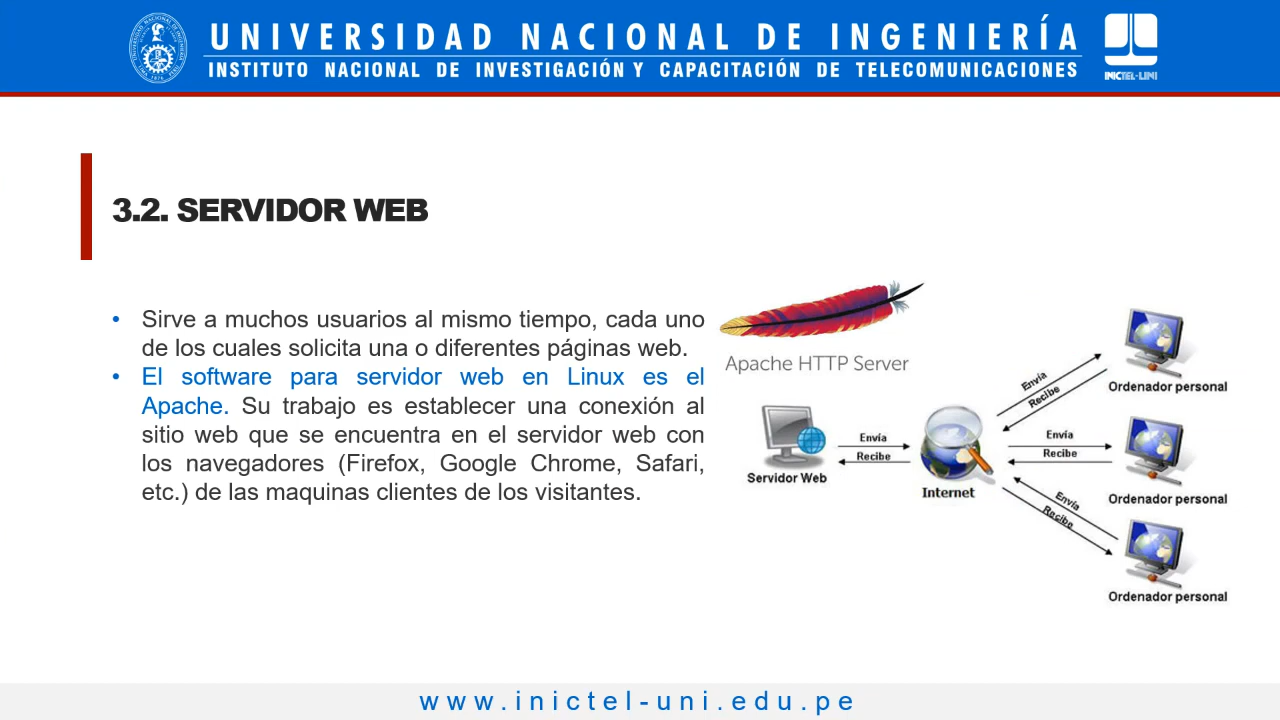 UNIVERSIDAD NACIONAL DE INGENIERÍA
INSTITUTO NACIONAL DE INVESTIGACIÓN Y CAPACITACIÓN DE TELECOMUNICACIONES
INICTEL-UNI
3.2. SERVIDOR WEB
• Sirve a muchos usuarios al mismo tiempo, cada uno
de los cuales solicita una o diferentes páginas web.
• El software para servidor web en Linux es el
Apache. Su trabajo es establecer una conexión al
sitio web que se encuentra en el servidor web con
los navegadores (Firefox, Google Chrome, Safari,
etc.) de las maquinas clientes de los visitantes.
Apache HTTP Server
Servidor Web
Envía
Recibe
Internet
Envía
Recibe
Ordenador personal
Envía
Recibe
Ordenador personal
Envía
Recibe
Ordenador personal
www.inictel-uni.edu.pe